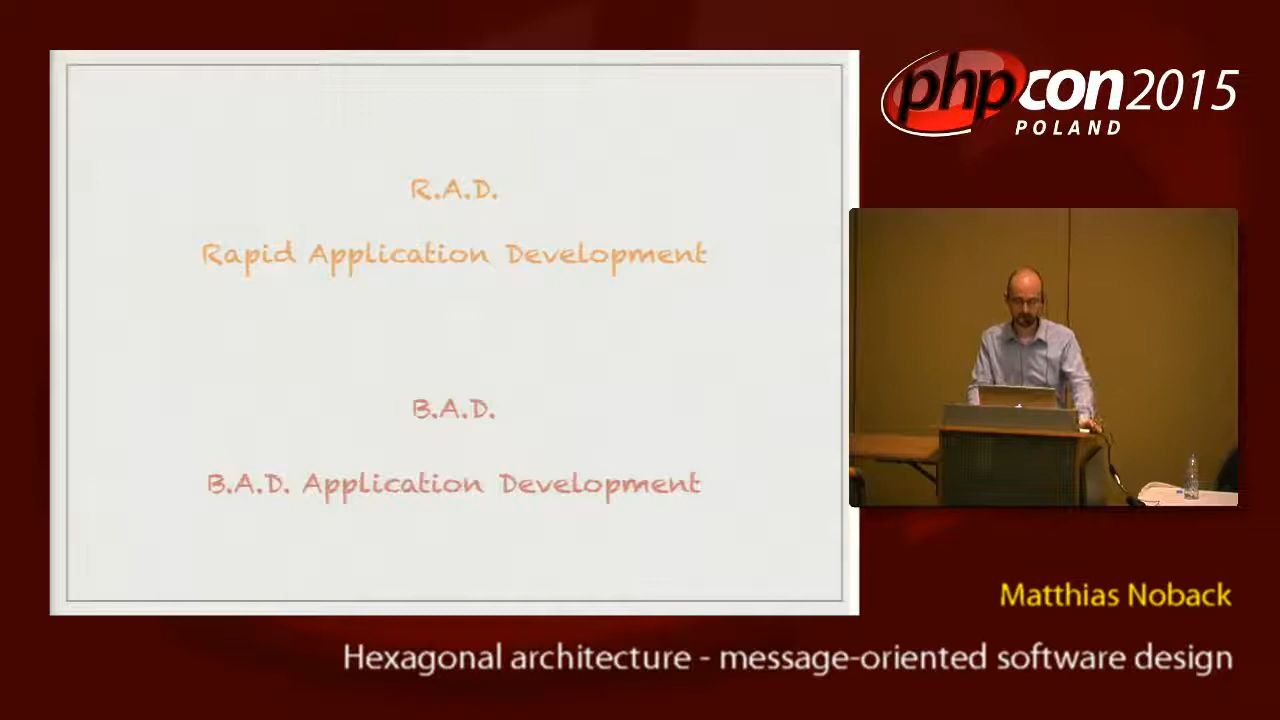 R.A.D.
Rapid Application Development
B.A.D.
B.A.D. Application Development
phpcon2015
POLAND
Matthias Noback
Hexagonal architecture - message-oriented software design